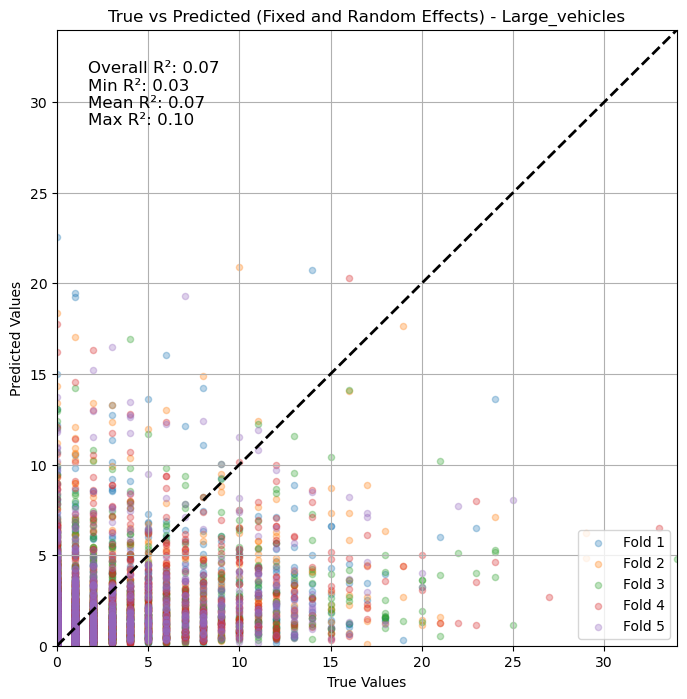 True vs Predicted (Fixed and Random Effects) - Large_vehicles
Overall R²: 0.07
Min R²: 0.03
Mean R²: 0.07
Max R²: 0.10
Predicted Values
30
25
20
15
10
5
0
0 5 10 15 20 25 30
True Values
Fold 1
Fold 2
Fold 3
Fold 4
Fold 5